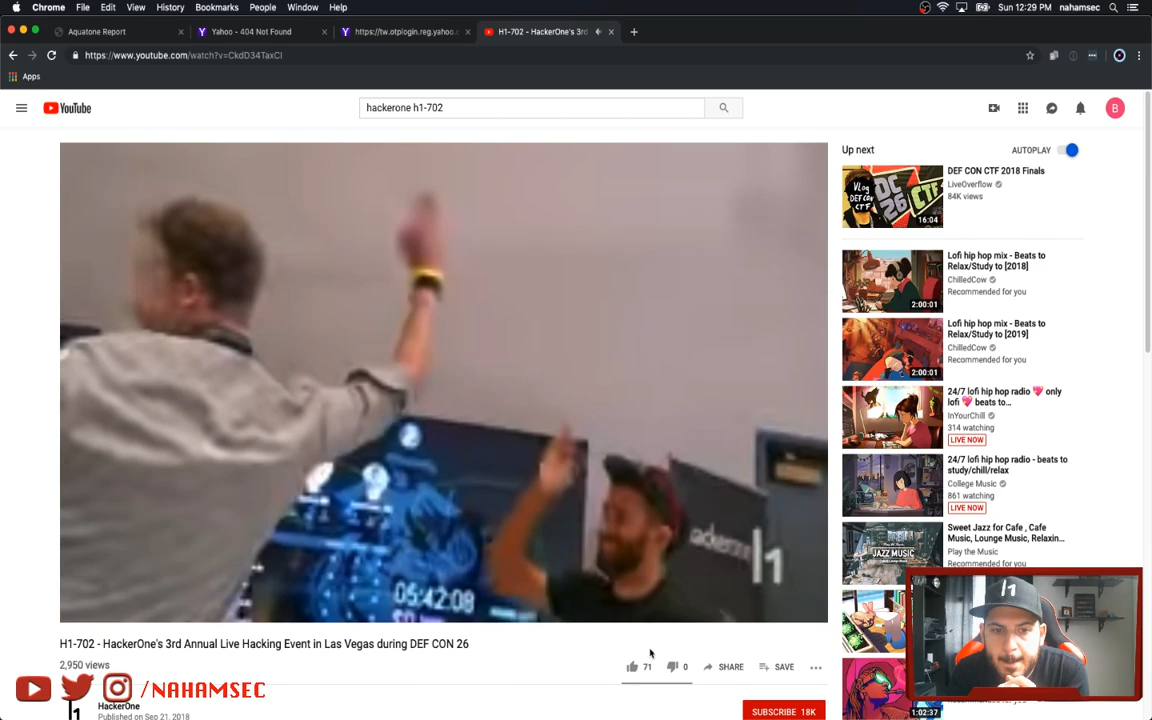 Chrome File Edit View History Bookmarks People Window Help Sun 12:29 PM nahamsec
Aquatone Report
Yahoo - 404 Not Found
https://tw.otplogin.reg.yahoo.c
H1-702 - HackerOne's 3rd
https://www.youtube.com/watch?v=CkdD34TaxCI
Apps
YouTube
hackerone h1-702
B
Up next
AUTOPLAY
Vlog
DEF CON
CTF
DC
26
CTF
16:04
DEF CON CTF 2018 Finals
LiveOverflow
84K views
2:00:01
Lofi hip hop mix - Beats to
Relax/Study to [2018]
ChilledCow
Recommended for you
2:00:01
Lofi hip hop mix - Beats to
Relax/Study to [2019]
ChilledCow
Recommended for you
24/7 lofi hip hop radio 💖 only
lofi 💖 beats to...
InYourChill
314 watching
LIVE NOW
24/7 lofi hip hop radio - beats to
study/chill/relax
College Music
861 watching
LIVE NOW
JAZZ MUSIC
Sweet Jazz for Cafe , Cafe
Music, Lounge Music, Relaxin...
Play the Music
Recommended for you
1:02:37
05:42:08
l1
H1-702 - HackerOne's 3rd Annual Live Hacking Event in Las Vegas during DEF CON 26
2,950 views
71
0
SHARE
SAVE
/NAHAMSEC
HackerOne
Published on Sep 21, 2018
SUBSCRIBE 18K